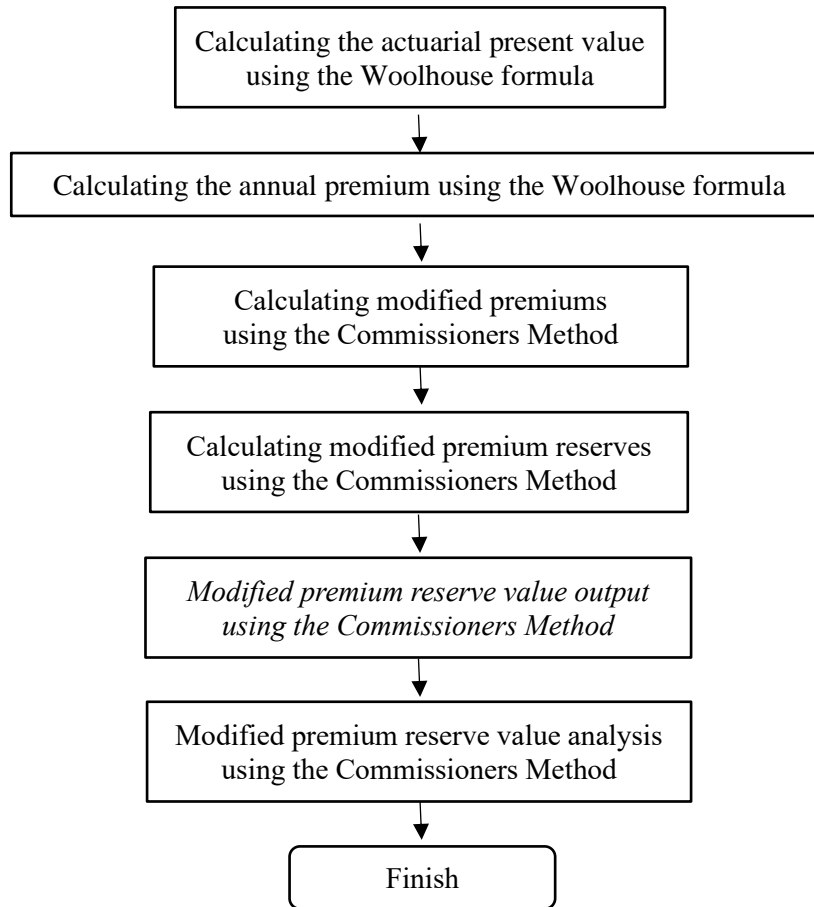 Calculating the actuarial present value
using the Woolhouse formula
Calculating the annual premium using the Woolhouse formula
Calculating modified premiums
using the Commissioners Method
Calculating modified premium reserves
using the Commissioners Method
Modified premium reserve value output
using the Commissioners Method
Modified premium reserve value analysis
using the Commissioners Method
Finish